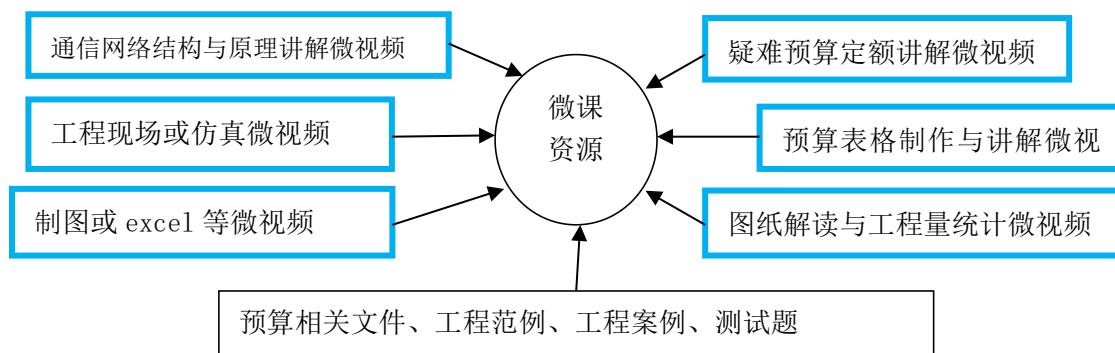 通信网络结构与原理讲解微视频
疑难预算定额讲解微视频
微课
资源
工程现场或仿真微视频
预算表格制作与讲解微视
制图或 excel 等微视频
图纸解读与工程量统计微视频
预算相关文件、工程范例、工程案例、测试题